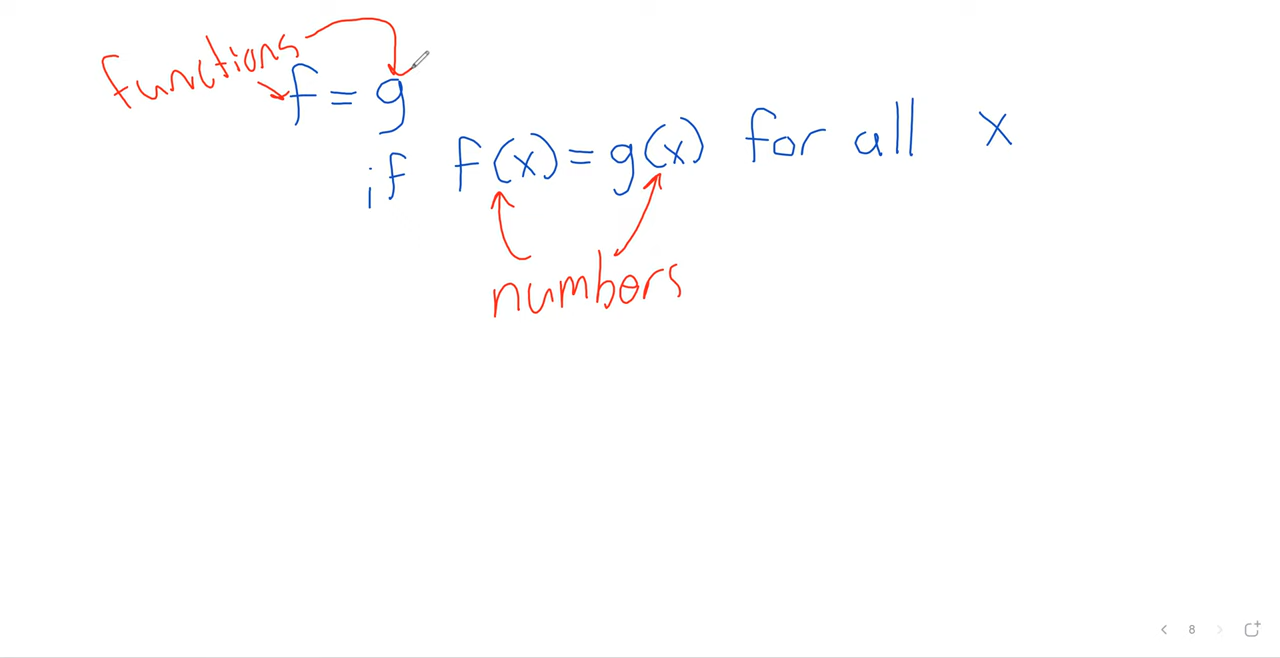 functions
f = g
if f(x) = g(x) for all x
numbers
8